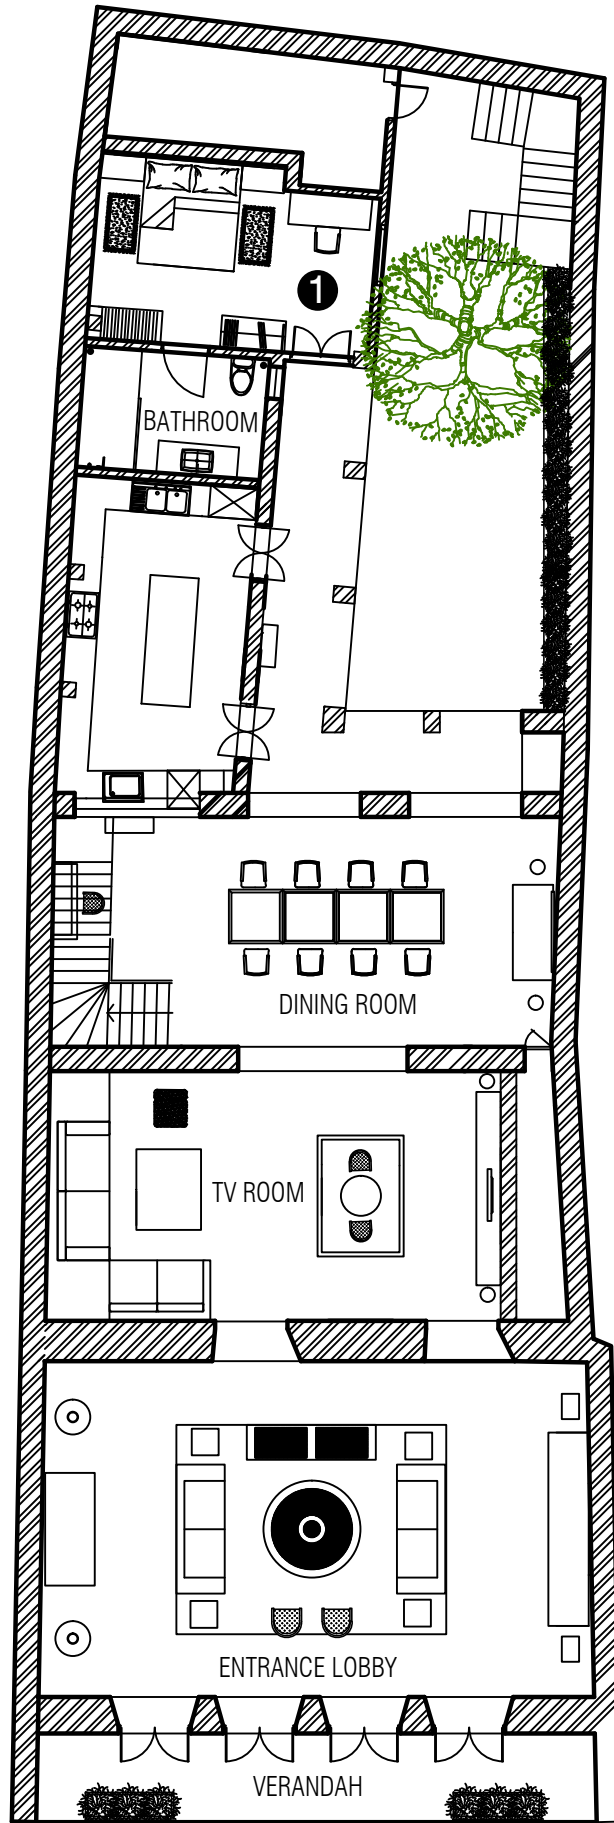 1
BATHROOM
DINING ROOM
TV ROOM
ENTRANCE LOBBY
VERANDAH